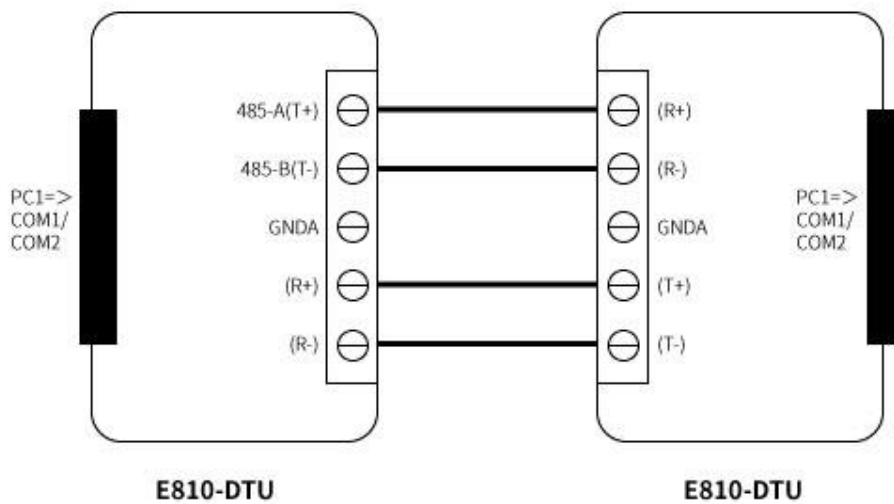 485-A(T+)
(R+)
485-B(T-)
(R-)
PC1=>
COM1/
COM2
GNDA
GNDA
PC1=>
COM1/
COM2
(R+)
(T+)
(R-)
(T-)
E810-DTU
E810-DTU